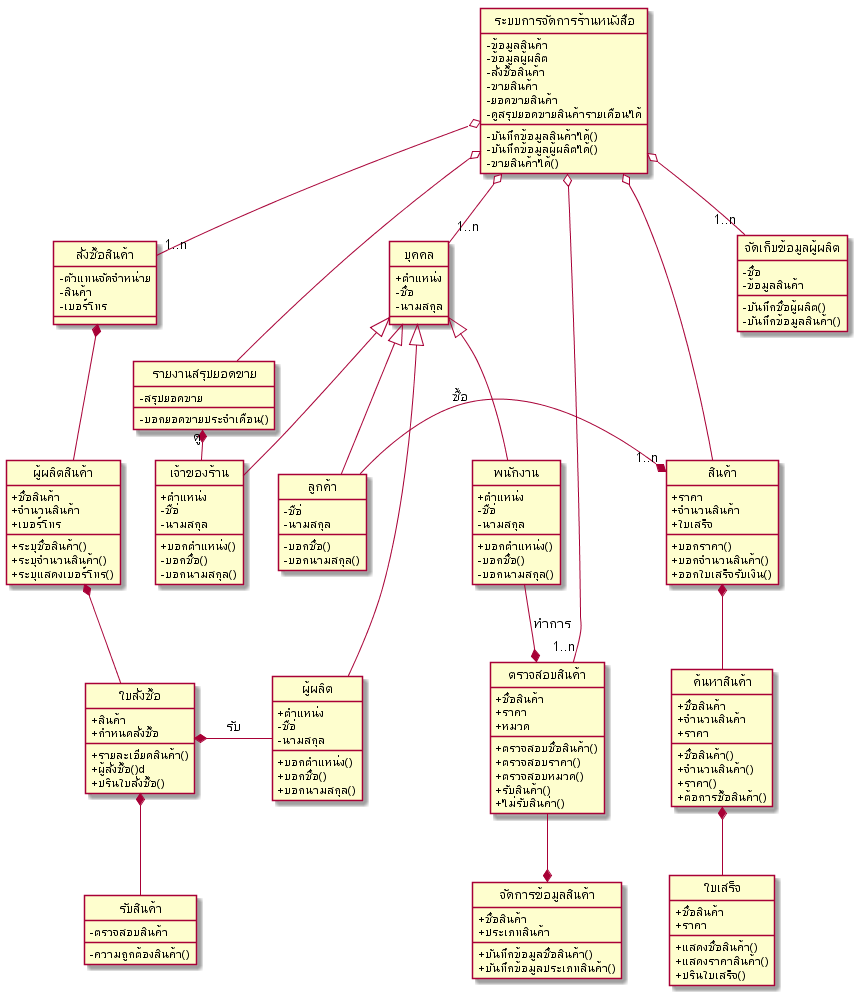 ระบบการจัดการร้านหนังสือ
-ข้อมูลสินค้า
-ข้อมูลผู้ผลิต
-สั่งซื้อสินค้า
-ขายสินค้า
-ยอดขายสินค้า
-ดูสรุปยอดขายสินค้ารายเดือนได้
-บันทึกข้อมูลสินค้าได้()
-บันทึกข้อมูลผู้ผลิตได้()
-ขายสินค้าได้()
1..n
1..n
1..n
สั่งซื้อสินค้า
-ตัวแทนจัดจำหน่าย
-สินค้า
-เบอร์โทร
บุคคล
+ตำแหน่ง
-ชื่อ
-นามสกุล
จัดเก็บข้อมูลผู้ผลิต
-ชื่อ
-ข้อมูลสินค้า
-บันทึกชื่อผู้ผลิต()
-บันทึกข้อมูลสินค้า()
รายงานสรุปยอดขาย
-สรุปยอดขาย
-บอกยอดขายประจำเดือน()
ดู
ซื้อ
1..n
ผู้ผลิตสินค้า
+ชื่อสินค้า
+จำนวนสินค้า
+เบอร์โทร
+ระบุชื่อสินค้า()
+ระบุจำนวนสินค้า()
+ระบุแสดงเบอร์โทร()
เจ้าของร้าน
+ตำแหน่ง
-ชื่อ
-นามสกุล
+บอกตำแหน่ง()
-บอกชื่อ()
-บอกนามสกุล()
ลูกค้า
-ชื่อ
-นามสกุล
-บอกชื่อ()
-บอกนามสกุล()
พนักงาน
+ตำแหน่ง
-ชื่อ
-นามสกุล
+บอกตำแหน่ง()
-บอกชื่อ()
-บอกนามสกุล()
สินค้า
+ราคา
+จำนวนสินค้า
+ใบเสร็จ
+บอกราคา()
+บอกจำนวนสินค้า()
+ออกใบเสร็จรับเงิน()
ทำการ
1..n
ใบสั่งซื้อ
+สินค้า
+กำหนดสั่งซื้อ
+รายละเอียดสินค้า()
+ผู้สั่งซื้อ()d
+ปริ้นใบสั่งซื้อ()
รับ
ผู้ผลิต
+ตำแหน่ง
-ชื่อ
-นามสกุล
+บอกตำแหน่ง()
+บอกชื่อ()
-บอกนามสกุล()
ตรวจสอบสินค้า
+ชื่อสินค้า
+ราคา
+หมวด
+ตรวจสอบชื่อสินค้า()
+ตรวจสอบราคา()
+ตรวจสอบหมวด()
+รับสินค้า()
+ไม่รับสินค้า()
ค้นหาสินค้า
+ชื่อสินค้า
+จำนวนสินค้า
+ราคา
+ชื่อสินค้า()
+จำนวนสินค้า()
+ราคา()
+ต้อการซื้อสินค้า()
รับสินค้า
-ตรวจสอบสินค้า
-ความถูกต้องสินค้า()
จัดการข้อมูลสินค้า
+ชื่อสินค้า
+ประเภทสินค้า
+บันทึกข้อมูลชื่อสินค้า()
+บันทึกข้อมูลประเภทสินค้า()
ใบเสร็จ
+ชื่อสินค้า
+ราคา
+แสดงชื่อสินค้า()
+แสดงราคาสินค้า()
+ปริ้นใบเสร็จ()